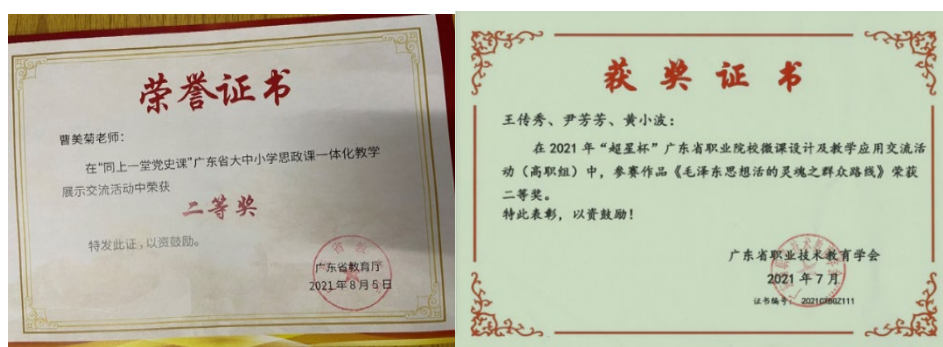 荣誉证书
曹美菊老师：
在“同上一堂党史课”广东省大中小学思政课一体化教学
展示交流活动中荣获
二等奖
特发此证，以资鼓励。
广东省教育厅
2021年8月5日
获奖证书
王传秀、尹芳芳、黄小波：
在 2021 年“超星杯”广东省职业院校微课设计及教学应用交流活
动（高职组）中，参赛作品《毛泽东思想活的灵魂之群众路线》荣获
二等奖。
特此表彰，以资鼓励！
广东省职业技术教育学会
2021 年 7 月
证书编号：